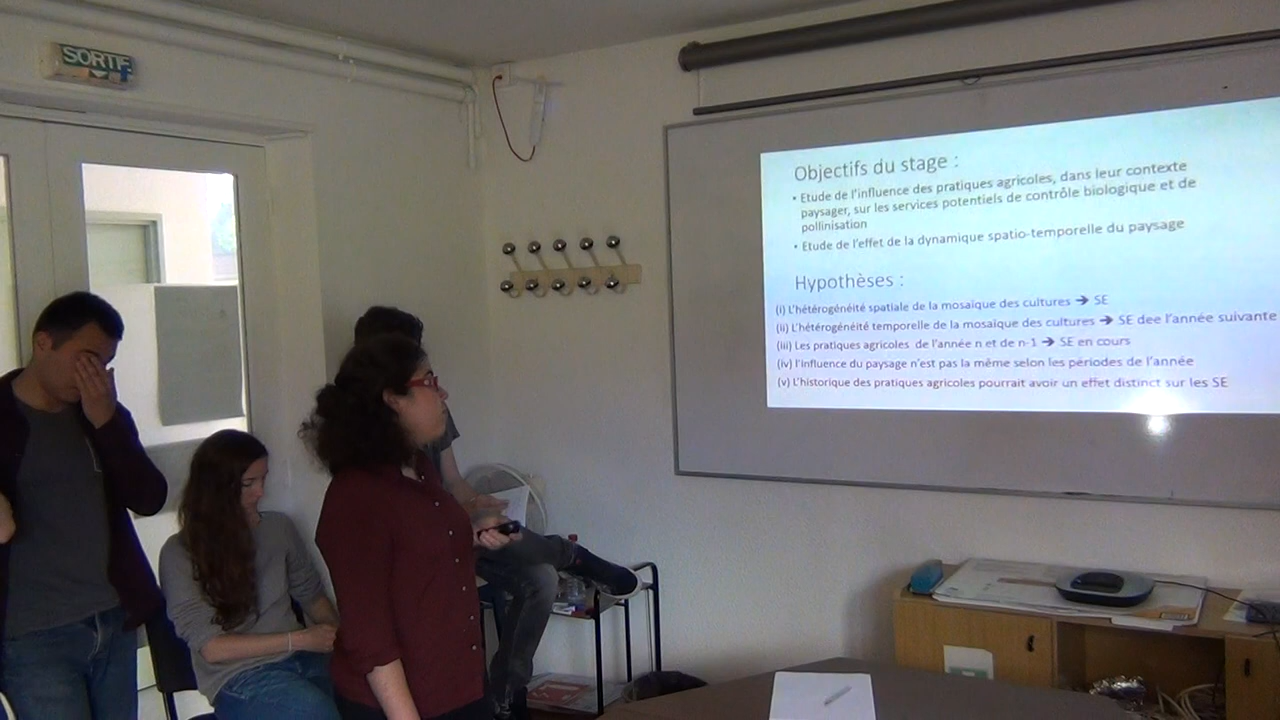 SORTIE
Objectifs du stage :
• Etude de l'influence des pratiques agricoles, dans leur contexte
paysager, sur les services potentiels de contrôle biologique et de
pollinisation
• Etude de l'effet de la dynamique spatio-temporelle du paysage
Hypothèses :
(i) L'hétérogénéité spatiale de la mosaïque des cultures ➔ SE
(ii) L'hétérogénéité temporelle de la mosaïque des cultures ➔ SE dee l'année suivante
(iii) Les pratiques agricoles de l'année n et de n-1 ➔ SE en cours
(iv) l'influence du paysage n'est pas la même selon les périodes de l'année
(v) L'historique des pratiques agricoles pourrait avoir un effet distinct sur les SE